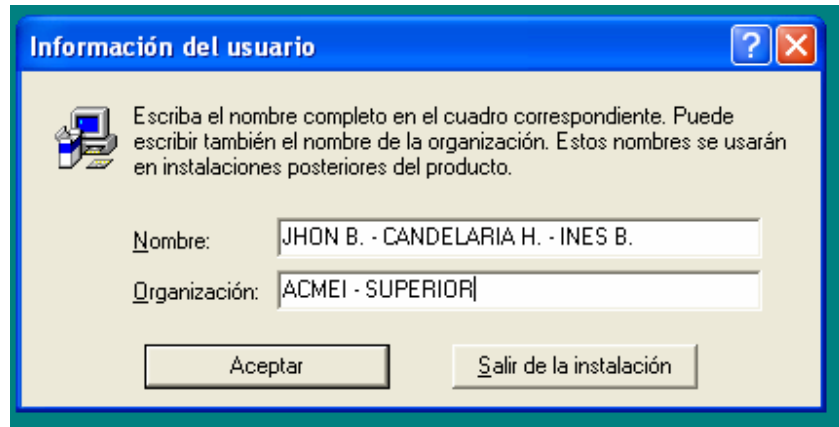 Información del usuario
Escriba el nombre completo en el cuadro correspondiente. Puede
escribir también el nombre de la organización. Estos nombres se usarán
en instalaciones posteriores del producto.
Nombre: JHON B. - CANDELARIA H. - INES B.
Organización: ACMEI - SUPERIOR
Aceptar Salir de la instalación